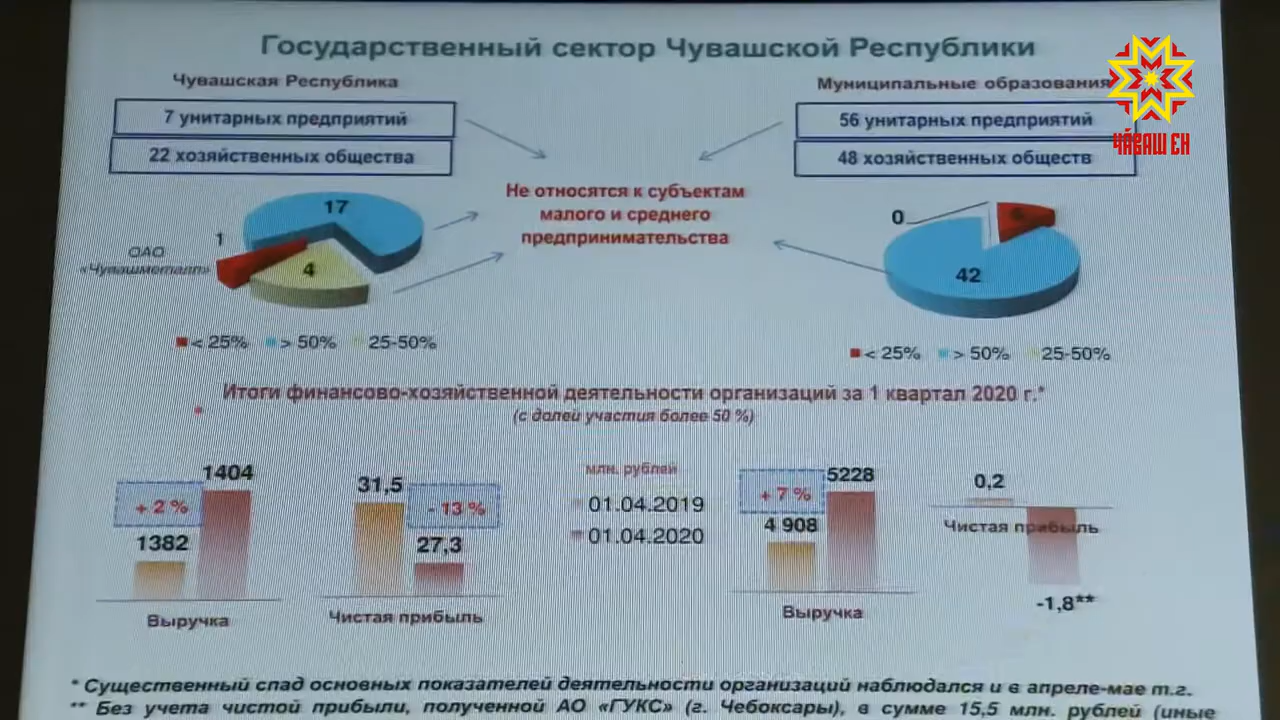 Государственный сектор Чувашской Республики
Чувашская Республика
7 унитарных предприятий
22 хозяйственных общества
Муниципальные образования
56 унитарных предприятий
48 хозяйственных обществ
ЧӐВАШ ЕН
Не относятся к субъектам
малого и среднего
предпринимательства
17
1
4
ОАО
«Чувашметалл»
< 25% > 50% 25-50%
0
6
42
< 25% > 50% 25-50%
Итоги финансово-хозяйственной деятельности организаций за 1 квартал 2020 г.*
(с долей участия более 50 %)
*
1404
+ 2 %
1382
Выручка
31,5
- 13 %
27,3
Чистая прибыль
млн. рублей
01.04.2019
01.04.2020
5228
+ 7 %
4 908
Выручка
0,2
Чистая прибыль
-1,8**
* Существенный спад основных показателей деятельности организаций наблюдался и в апреле-мае т.г.
** Без учета чистой прибыли, полученной АО «ГУКС» (г. Чебоксары), в сумме 15,5 млн. рублей (иные